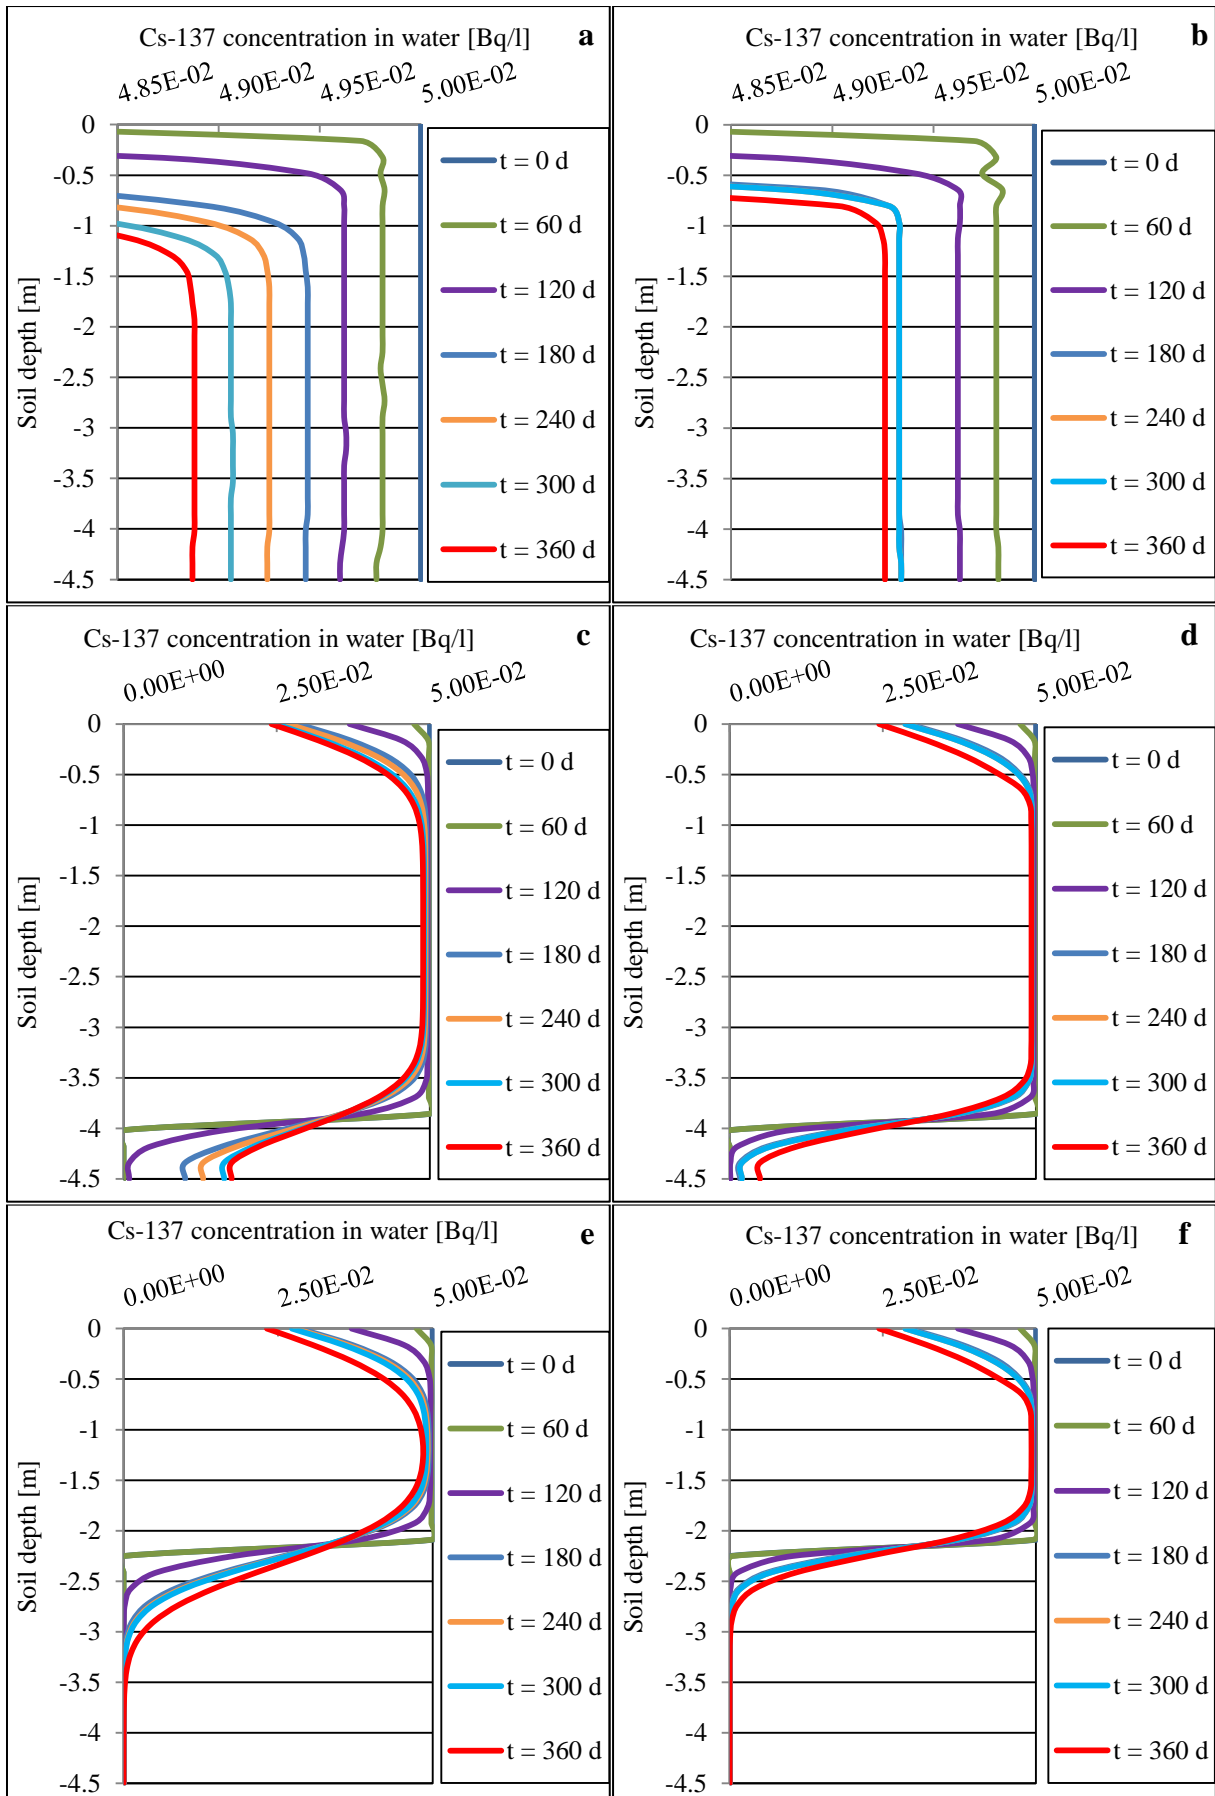 Cs-137 concentration in water [Bq/l] a
4.85E-02 4.90E-02 4.95E-02 5.00E-02
0
-0.5
-1
-1.5
-2
-2.5
-3
-3.5
-4
-4.5
Soil depth [m]
t = 0 d
t = 60 d
t = 120 d
t = 180 d
t = 240 d
t = 300 d
t = 360 d
Cs-137 concentration in water [Bq/l] b
4.85E-02 4.90E-02 4.95E-02 5.00E-02
0
-0.5
-1
-1.5
-2
-2.5
-3
-3.5
-4
-4.5
Soil depth [m]
t = 0 d
t = 60 d
t = 120 d
t = 180 d
t = 240 d
t = 300 d
t = 360 d
Cs-137 concentration in water [Bq/l] c
0.00E+00 2.50E-02 5.00E-02
0
-0.5
-1
-1.5
-2
-2.5
-3
-3.5
-4
-4.5
Soil depth [m]
t = 0 d
t = 60 d
t = 120 d
t = 180 d
t = 240 d
t = 300 d
t = 360 d
Cs-137 concentration in water [Bq/l] d
0.00E+00 2.50E-02 5.00E-02
0
-0.5
-1
-1.5
-2
-2.5
-3
-3.5
-4
-4.5
Soil depth [m]
t = 0 d
t = 60 d
t = 120 d
t = 180 d
t = 240 d
t = 300 d
t = 360 d
Cs-137 concentration in water [Bq/l] e
0.00E+00 2.50E-02 5.00E-02
0
-0.5
-1
-1.5
-2
-2.5
-3
-3.5
-4
-4.5
Soil depth [m]
t = 0 d
t = 60 d
t = 120 d
t = 180 d
t = 240 d
t = 300 d
t = 360 d
Cs-137 concentration in water [Bq/l] f
0.00E+00 2.50E-02 5.00E-02
0
-0.5
-1
-1.5
-2
-2.5
-3
-3.5
-4
-4.5
Soil depth [m]
t = 0 d
t = 60 d
t = 120 d
t = 180 d
t = 240 d
t = 300 d
t = 360 d